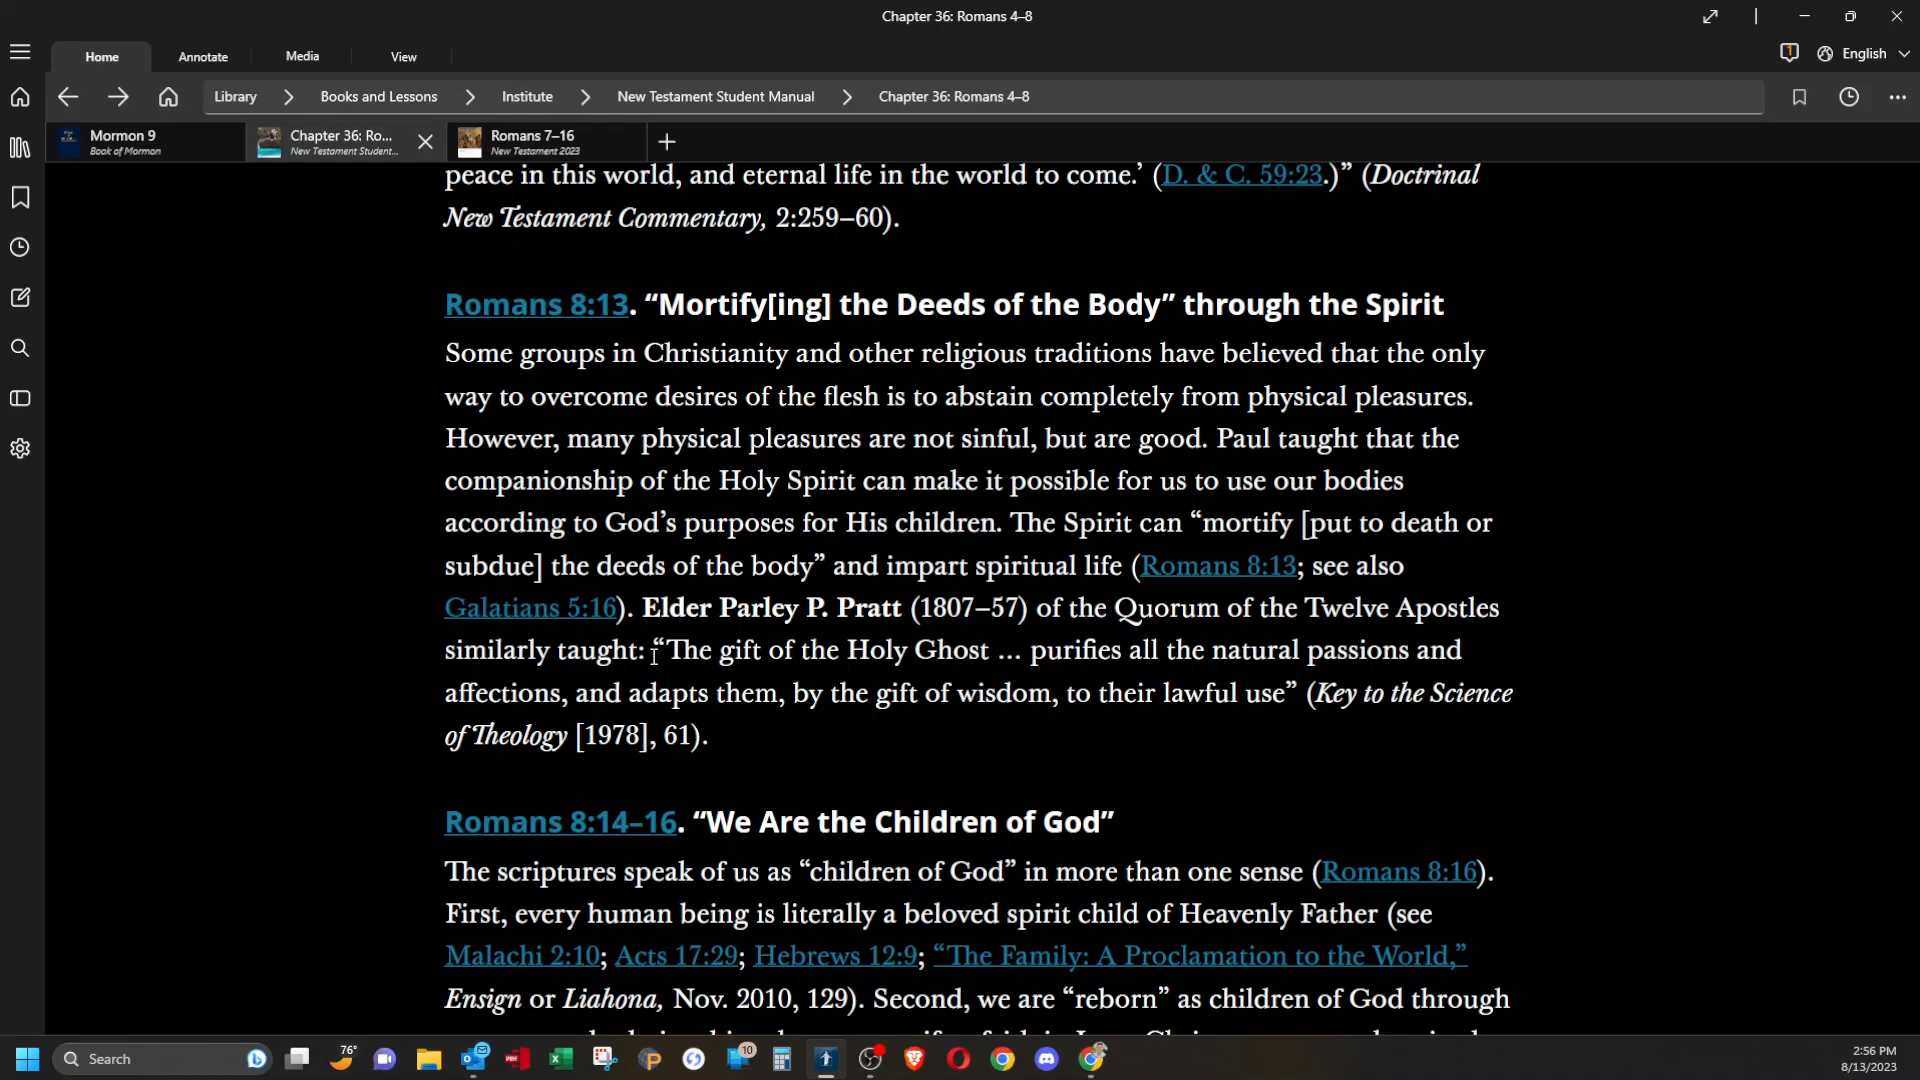 Chapter 36: Romans 4–8
Home
Annotate
Media
View
1
English
Library
Books and Lessons
Institute
New Testament Student Manual
Chapter 36: Romans 4–8
Mormon 9
Book of Mormon
Chapter 36: Ro...
New Testament Student...
Romans 7–16
New Testament 2023
peace in this world, and eternal life in the world to come.’ (D. & C. 59:23.)” (Doctrinal
New Testament Commentary, 2:259–60).
Romans 8:13. “Mortify[ing] the Deeds of the Body” through the Spirit
Some groups in Christianity and other religious traditions have believed that the only
way to overcome desires of the flesh is to abstain completely from physical pleasures.
However, many physical pleasures are not sinful, but are good. Paul taught that the
companionship of the Holy Spirit can make it possible for us to use our bodies
according to God’s purposes for His children. The Spirit can “mortify [put to death or
subdue] the deeds of the body” and impart spiritual life (Romans 8:13; see also
Galatians 5:16). Elder Parley P. Pratt (1807–57) of the Quorum of the Twelve Apostles
similarly taught: “The gift of the Holy Ghost … purifies all the natural passions and
affections, and adapts them, by the gift of wisdom, to their lawful use” (Key to the Science
of Theology [1978], 61).
Romans 8:14–16. “We Are the Children of God”
The scriptures speak of us as “children of God” in more than one sense (Romans 8:16).
First, every human being is literally a beloved spirit child of Heavenly Father (see
Malachi 2:10; Acts 17:29; Hebrews 12:9; “The Family: A Proclamation to the World,”
Ensign or Liahona, Nov. 2010, 129). Second, we are “reborn” as children of God through
Search
76°
10
2:56 PM
8/13/2023